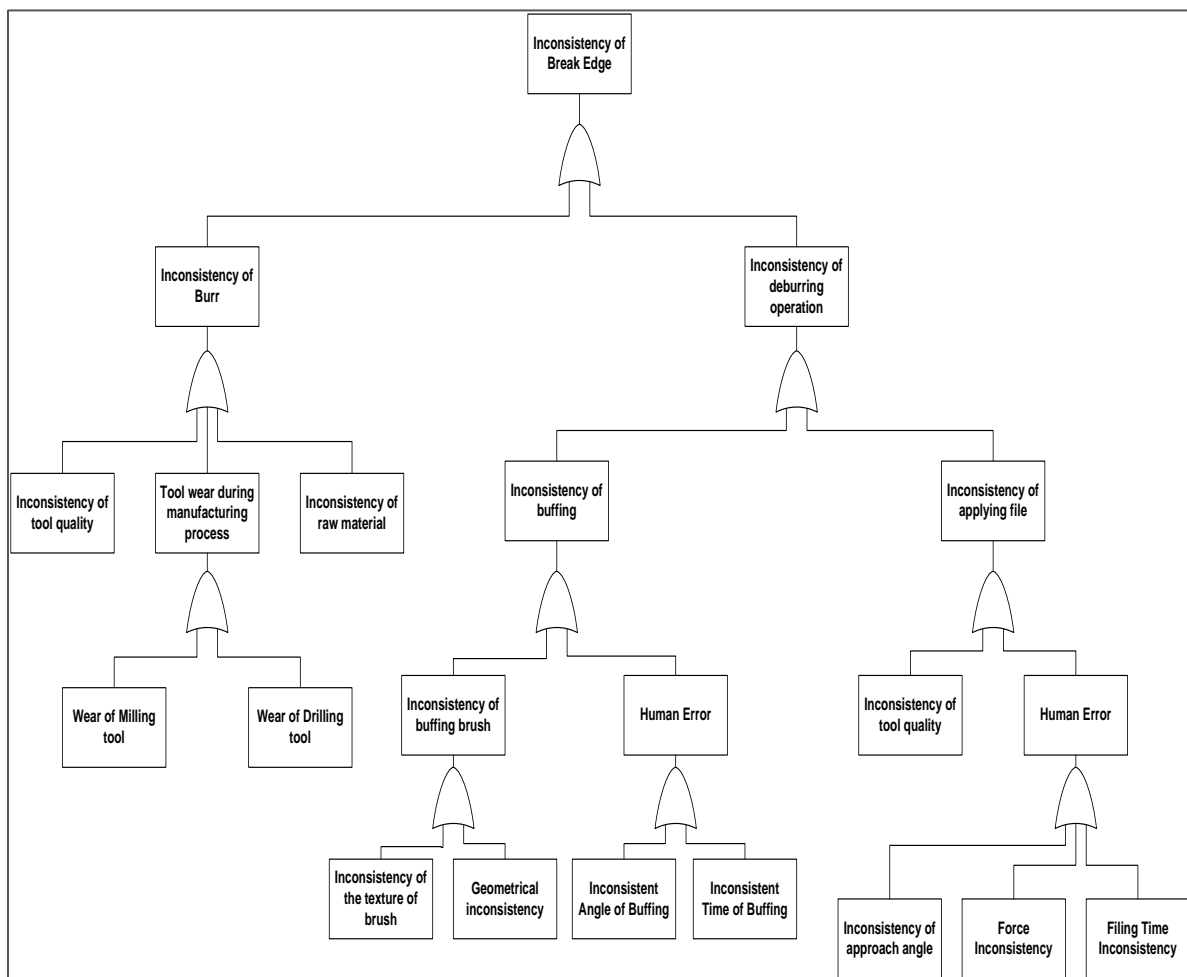 Inconsistency of
Break Edge
Inconsistency of
Burr
Inconsistency of
deburring
operation
Inconsistency of
tool quality
Tool wear during
manufacturing
process
Inconsistency of
raw material
Inconsistency of
buffing
Inconsistency of
applying file
Wear of Milling
tool
Wear of Drilling
tool
Inconsistency of
buffing brush
Human Error
Inconsistency of
tool quality
Human Error
Inconsistency of
the texture of
brush
Geometrical
inconsistency
Inconsistent
Angle of Buffing
Inconsistent
Time of Buffing
Inconsistency of
approach angle
Force
Inconsistency
Filing Time
Inconsistency